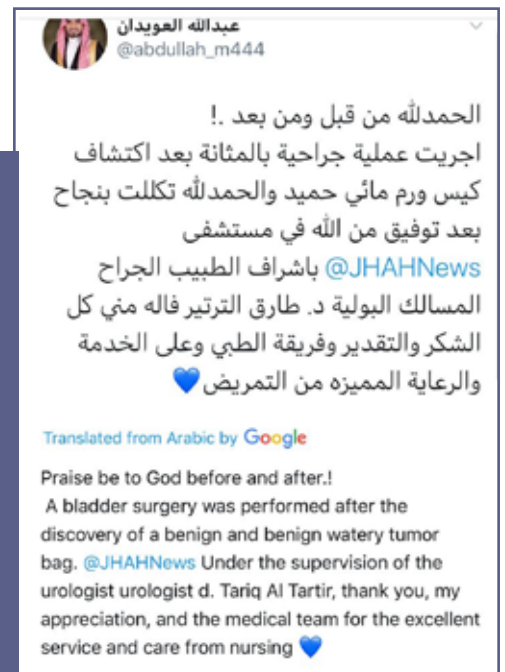 عبدالله العويدان
@abdullah_m444
الحمدلله من قبل ومن بعد .!
اجريت عملية جراحية بالمثانة بعد اكتشاف
كيس ورم مائي حميد والحمدلله تكللت بنجاح
بعد توفيق من الله في مستشفى
@JHAHNews باشراف الطبيب الجراح
المسالك البولية د. طارق الترتير فاله مني كل
الشكر والتقدير وفريقة الطبي وعلى الخدمة
والرعاية المميزه من التمريض💙
Translated from Arabic by Google
Praise be to God before and after.!
A bladder surgery was performed after the
discovery of a benign and benign watery tumor
bag. @JHAHNews Under the supervision of the
urologist urologist d. Tariq Al Tartir, thank you, my
appreciation, and the medical team for the excellent
service and care from nursing 💙